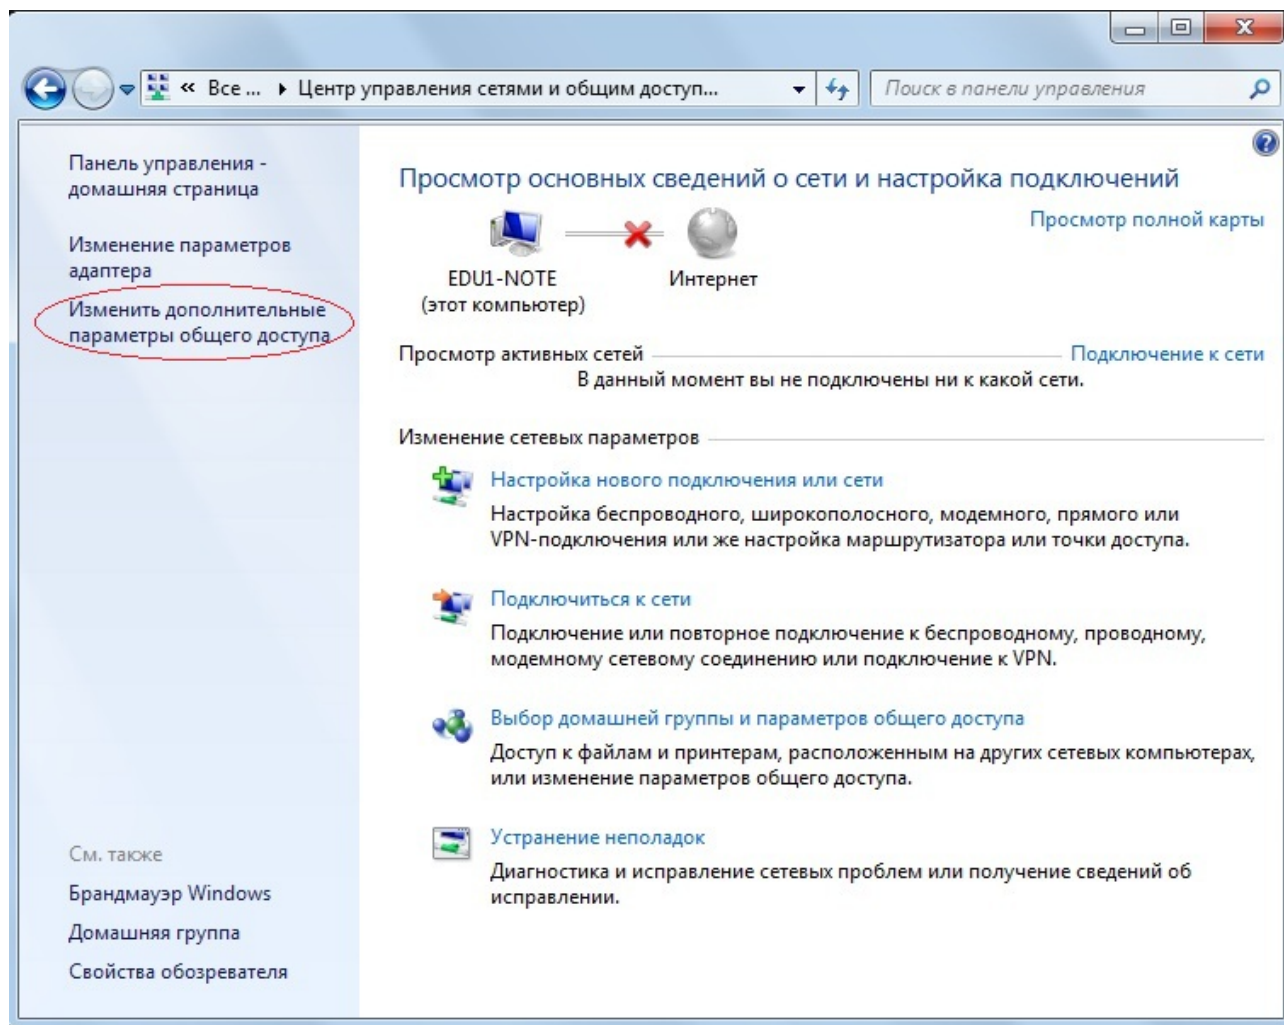 « Все ... ▸ Центр управления сетями и общим доступ...
Поиск в панели управления
Панель управления -
домашняя страница
Изменение параметров
адаптера
Изменить дополнительные
параметры общего доступа
См. также
Брандмауэр Windows
Домашняя группа
Свойства обозревателя
Просмотр основных сведений о сети и настройка подключений
Просмотр полной карты
EDU1-NOTE
(этот компьютер)
Интернет
Просмотр активных сетей
Подключение к сети
В данный момент вы не подключены ни к какой сети.
Изменение сетевых параметров
Настройка нового подключения или сети
Настройка беспроводного, широкополосного, модемного, прямого или
VPN-подключения или же настройка маршрутизатора или точки доступа.
Подключиться к сети
Подключение или повторное подключение к беспроводному, проводному,
модемному сетевому соединению или подключение к VPN.
Выбор домашней группы и параметров общего доступа
Доступ к файлам и принтерам, расположенным на других сетевых компьютерах,
или изменение параметров общего доступа.
Устранение неполадок
Диагностика и исправление сетевых проблем или получение сведений об
исправлении.